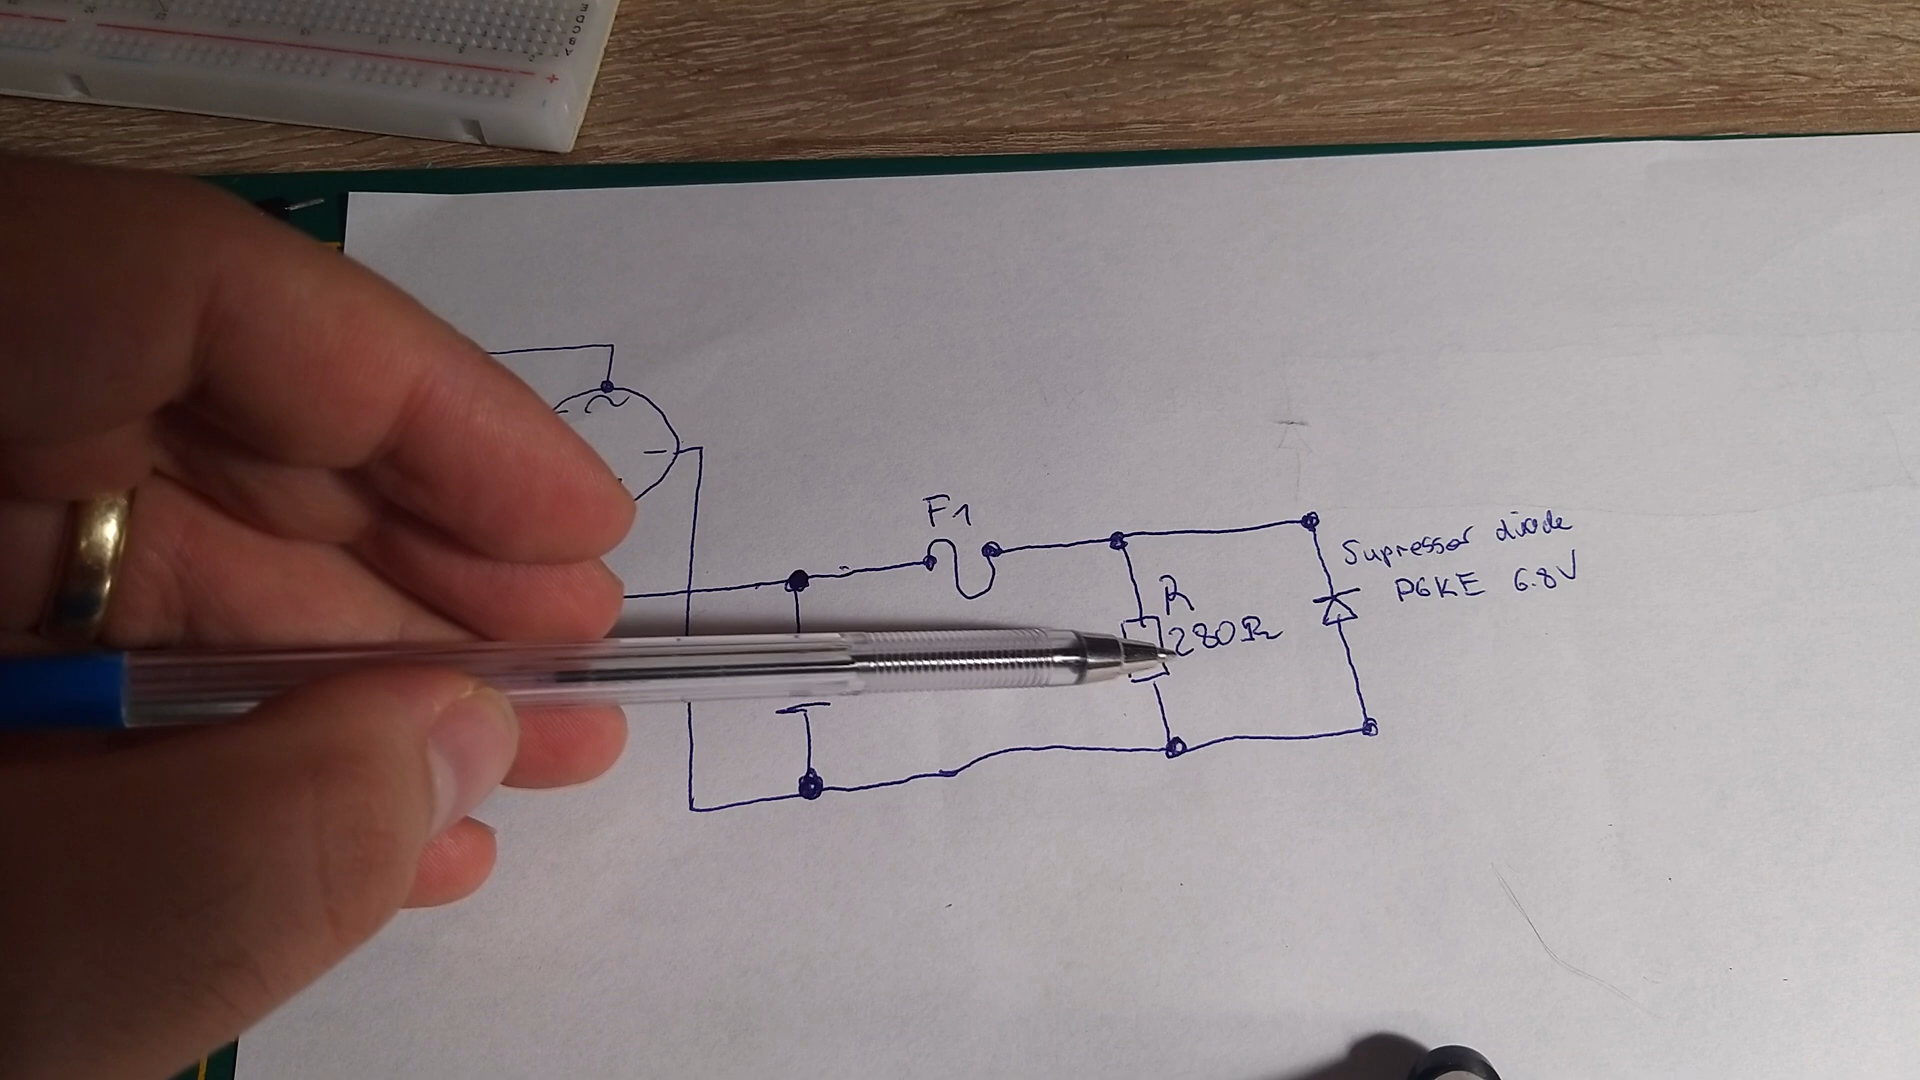 F1
Supressor diode
P6KE 6.8V
R
280Ω